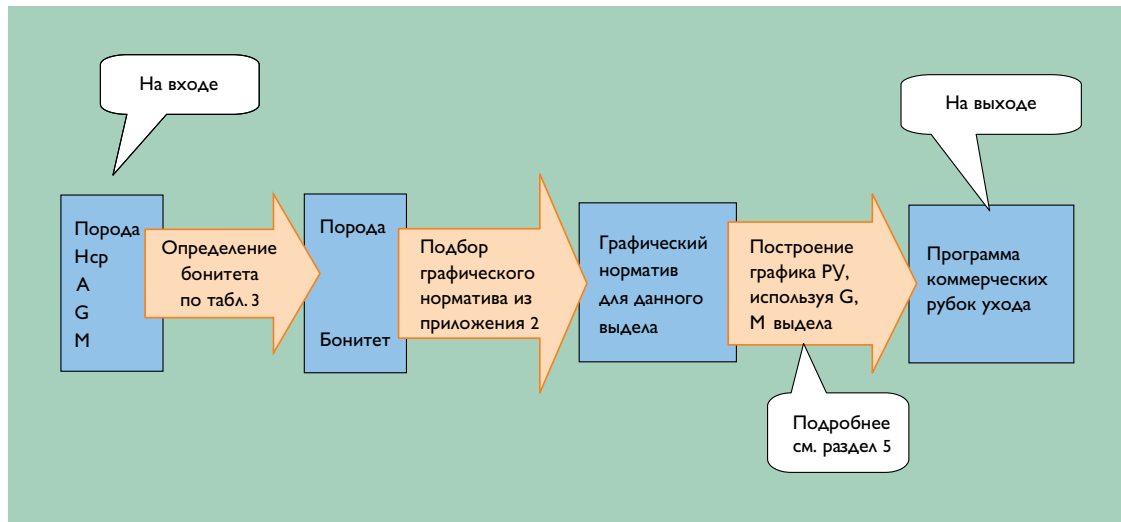 На входе
Порода
Нср
А
G
М
Определение
бонитета
по табл. 3
Порода
Бонитет
Подбор
графического
норматива из
приложения 2
Графический
норматив
для данного
выдела
Построение
графика РУ,
используя G,
М выдела
Подробнее
см. раздел 5
На выходе
Программа
коммерческих
рубок ухода